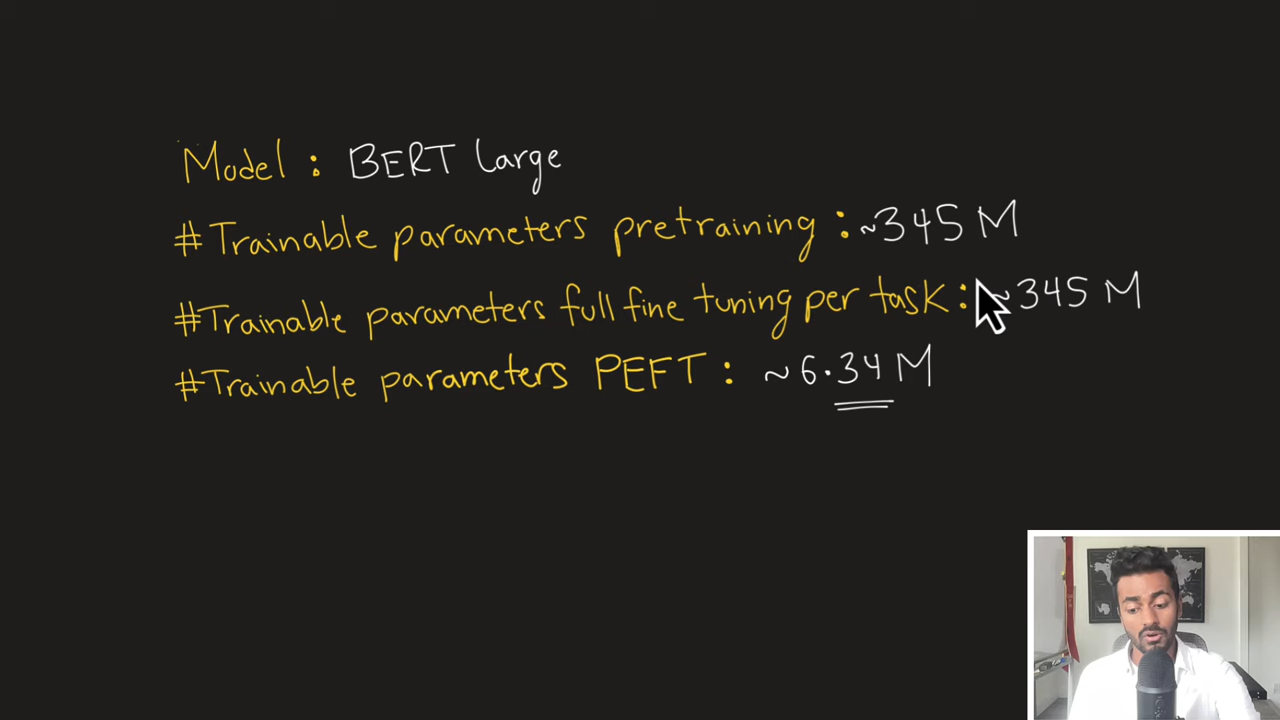 Model : BERT Large
#Trainable parameters pretraining : ~345 M
#Trainable parameters full fine tuning per task : ~345 M
#Trainable parameters PEFT : ~6.34 M